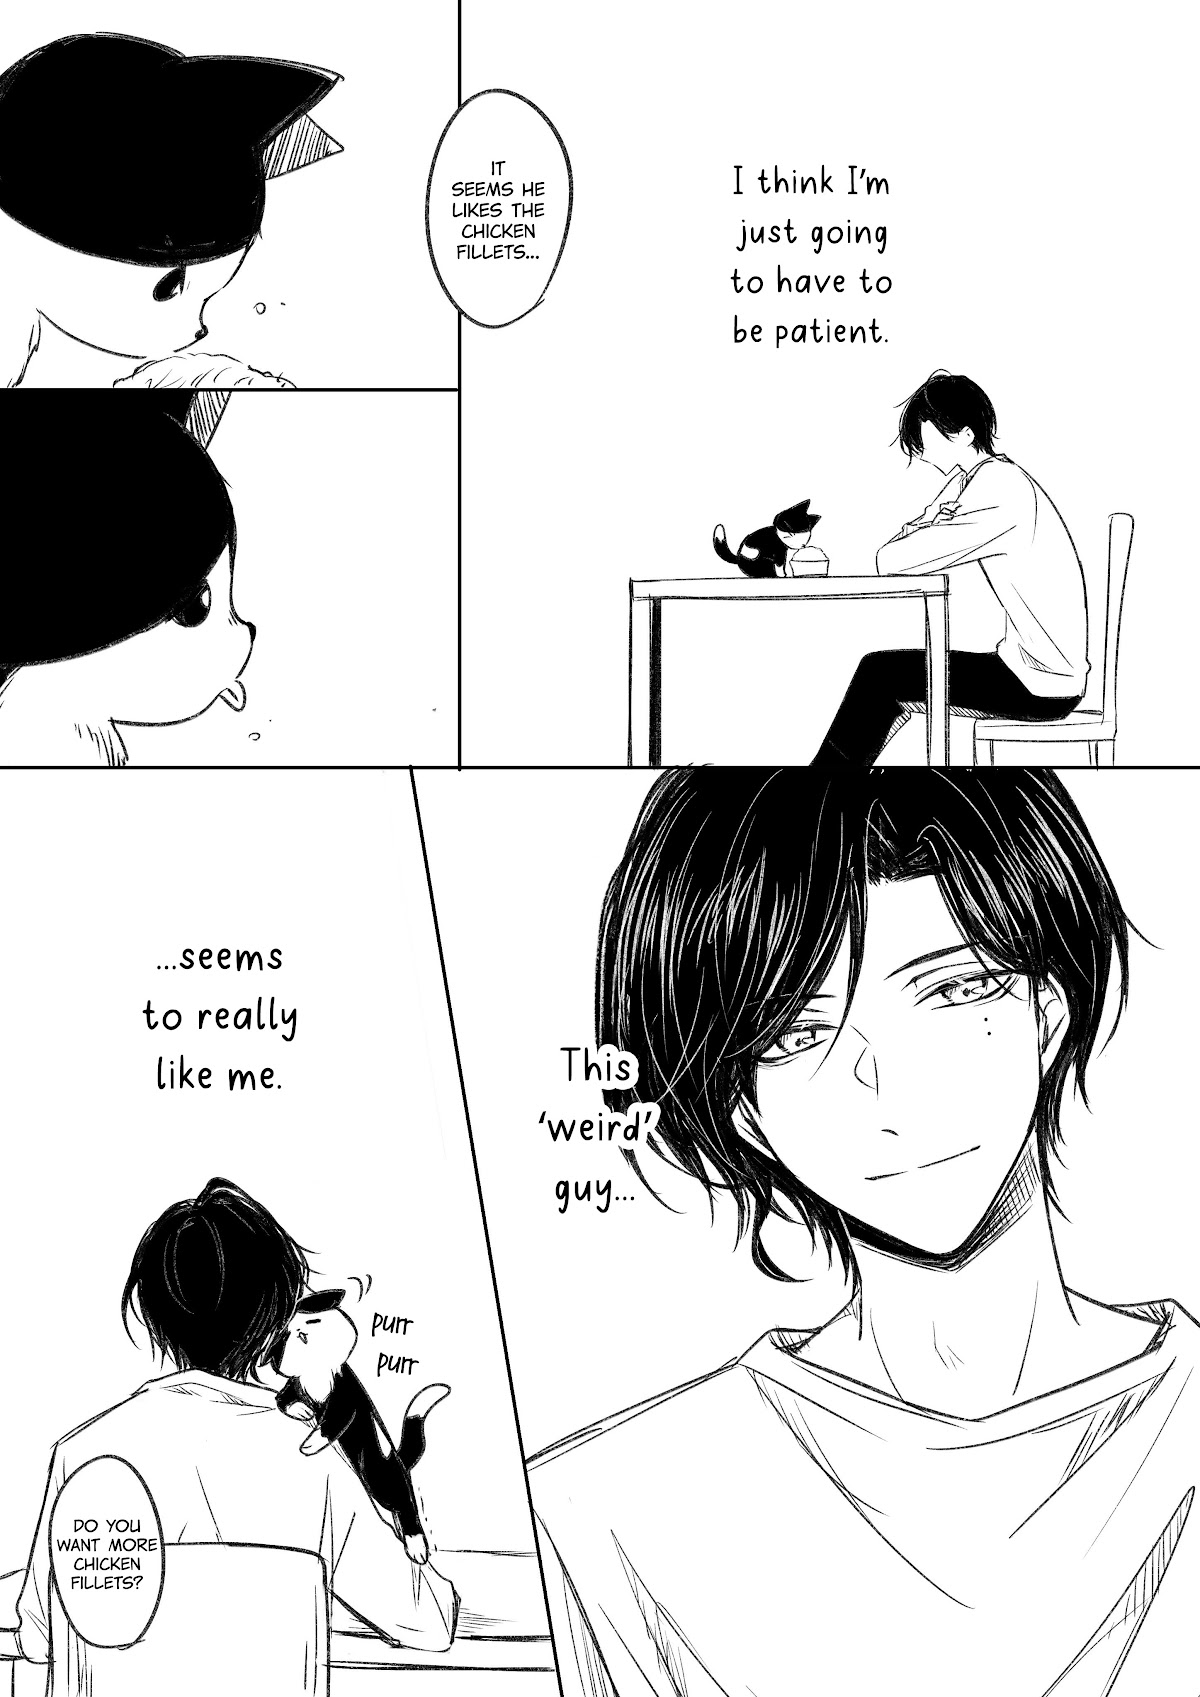 IT
SEEMS HE
LIKES THE
CHICKEN
FILLETS...
I think I'm
just going
to have to
be patient.
...seems
to really
like me.
This
'weird'
guy...
purr
purr
DO YOU
WANT MORE
CHICKEN
FILLETS?